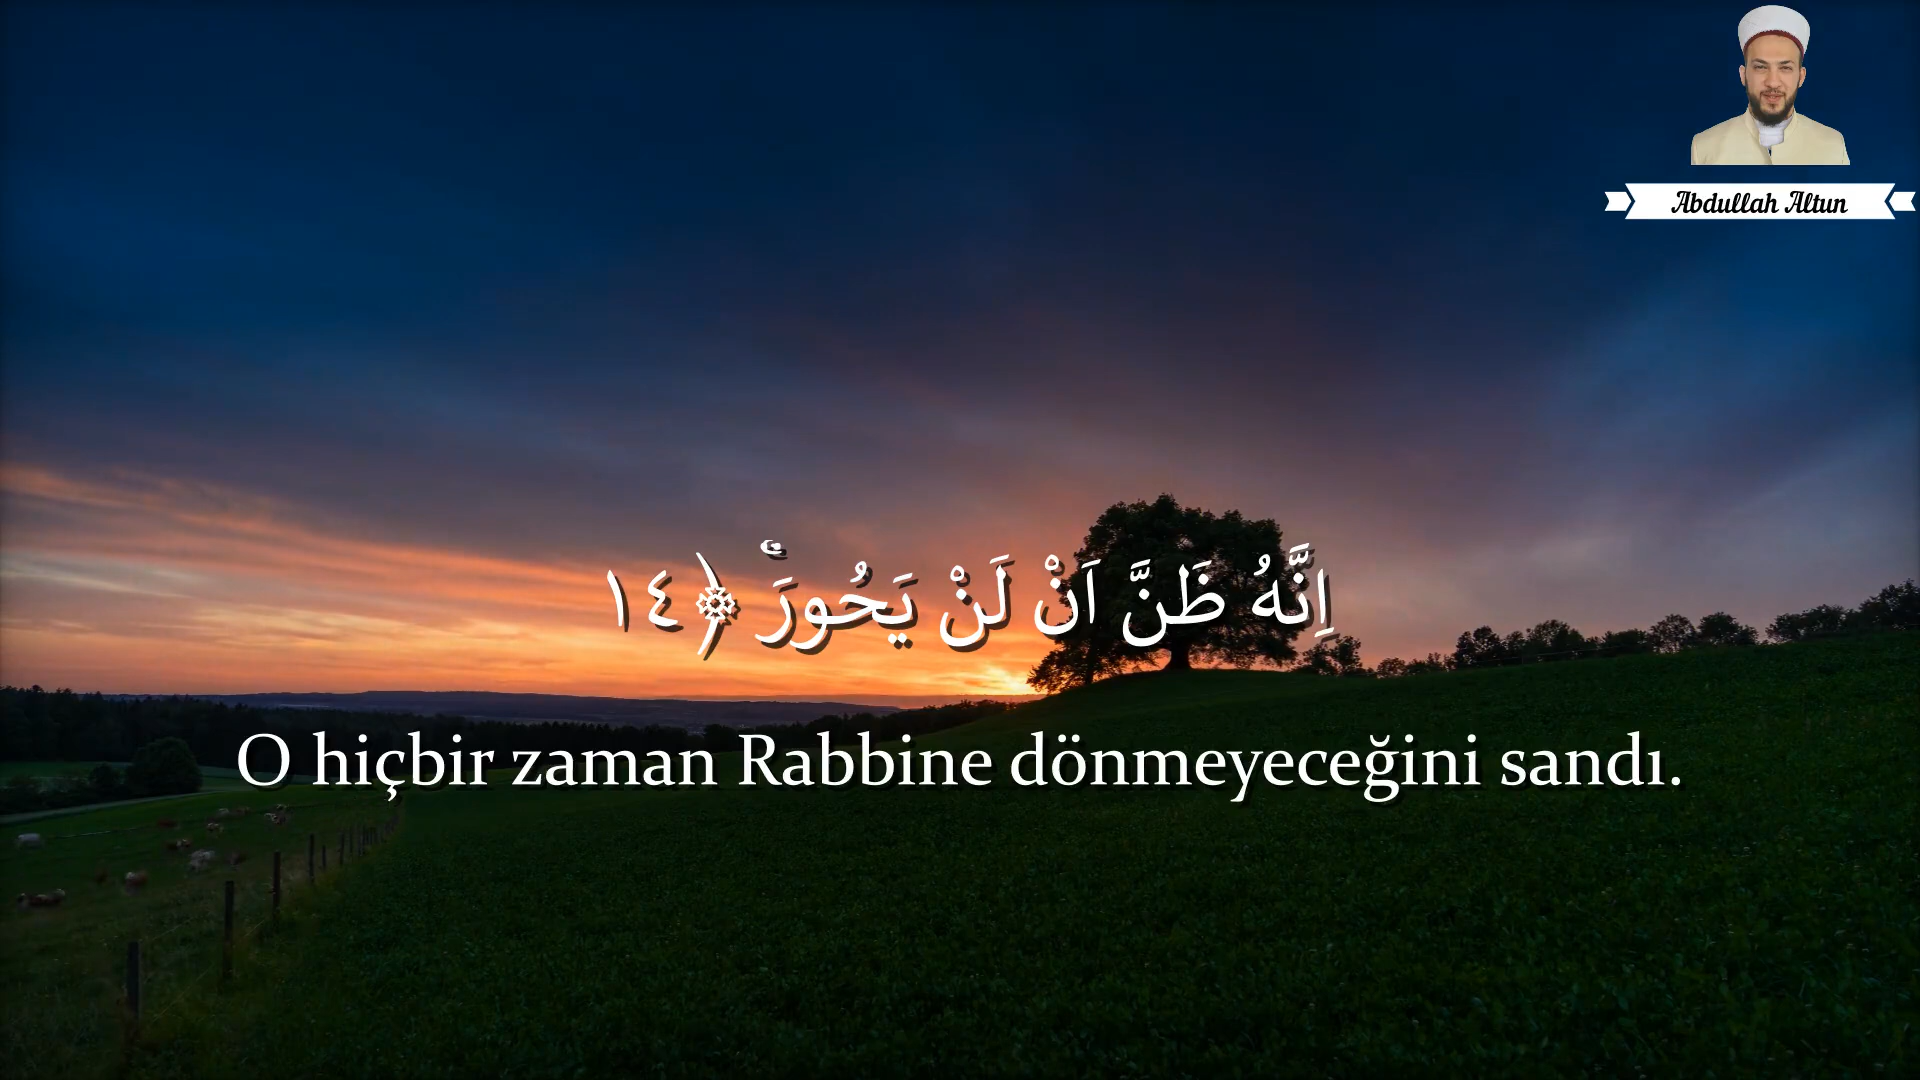 Abdullah Altun
اِنَّهُ ظَنَّ اَنْ لَنْ يَحُورَۚۛ ﴿١٤
O hiçbir zaman Rabbine dönmeyeceğini sandı.